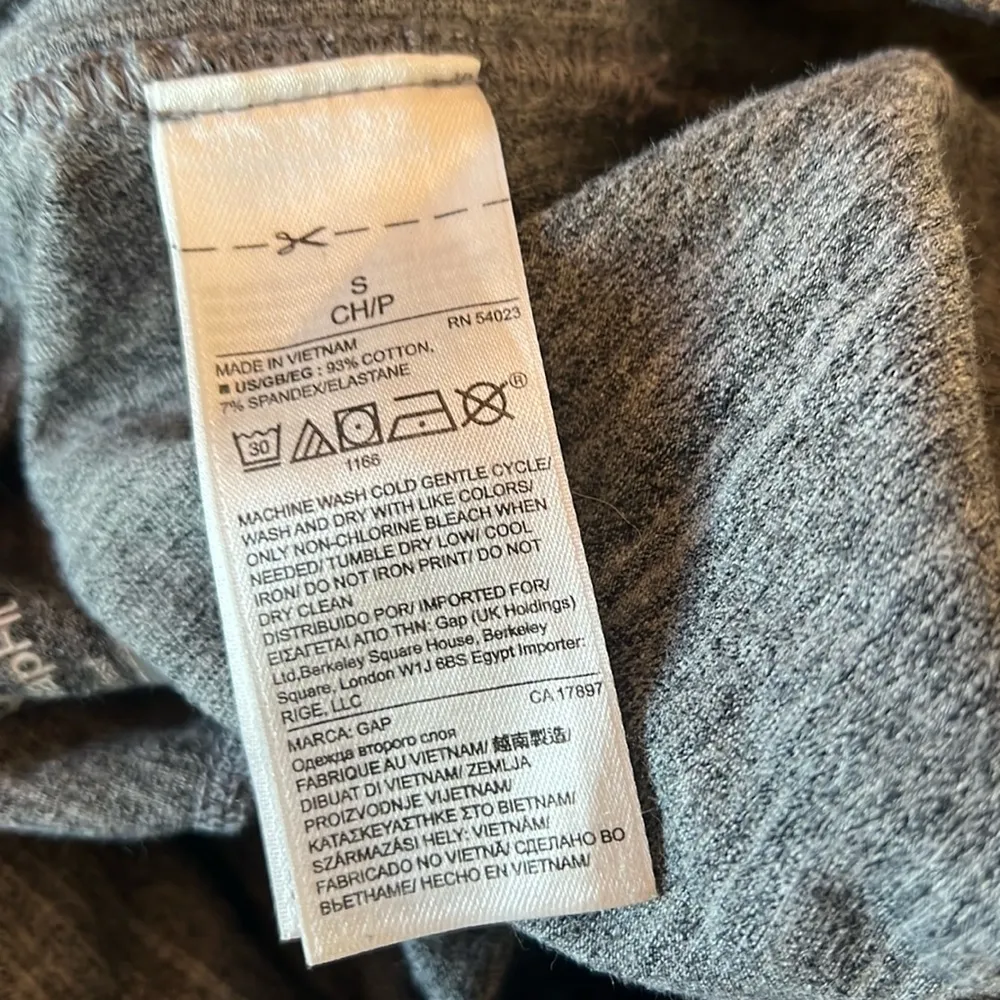 S
CH/P
RN 54023
MADE IN VIETNAM
US/GB/EG : 93% COTTON,
7% SPANDEX/ELASTANE
30
®
1166
MACHINE WASH COLD GENTLE CYCLE/
WASH AND DRY WITH LIKE COLORS/
ONLY NON-CHLORINE BLEACH WHEN
NEEDED/ TUMBLE DRY LOW/ COOL
IRON/ DO NOT IRON PRINT/ DO NOT
DRY CLEAN
DISTRIBUIDO POR/ IMPORTED FOR/
ΕΙΣΑΓΕΤΑΙ ΑΠΟ ΤΗΝ: Gap (UK Holdings)
Ltd,Berkeley Square House, Berkeley
Square, London W1J 6BS Egypt Importer:
RIGE, LLC
CA 17897
MARCA: GAP
Одежда второго слоя
FABRIQUE AU VIETNAM/ 越南製造/
DIBUAT DI VIETNAM/ ZEMLJA
PROIZVODNJE VIJETNAM/
ΚΑΤΑΣΚΕΥΑΣΤΗΚΕ ΣΤΟ ΒΙΕΤΝΑΜ/
SZÁRMAZÁSI HELY: VIETNÁM/
FABRICADO NO VIETNÃ/ СДЕЛАНО ВО
ВЬЕТНАМЕ/ HECHO EN VIETNAM/